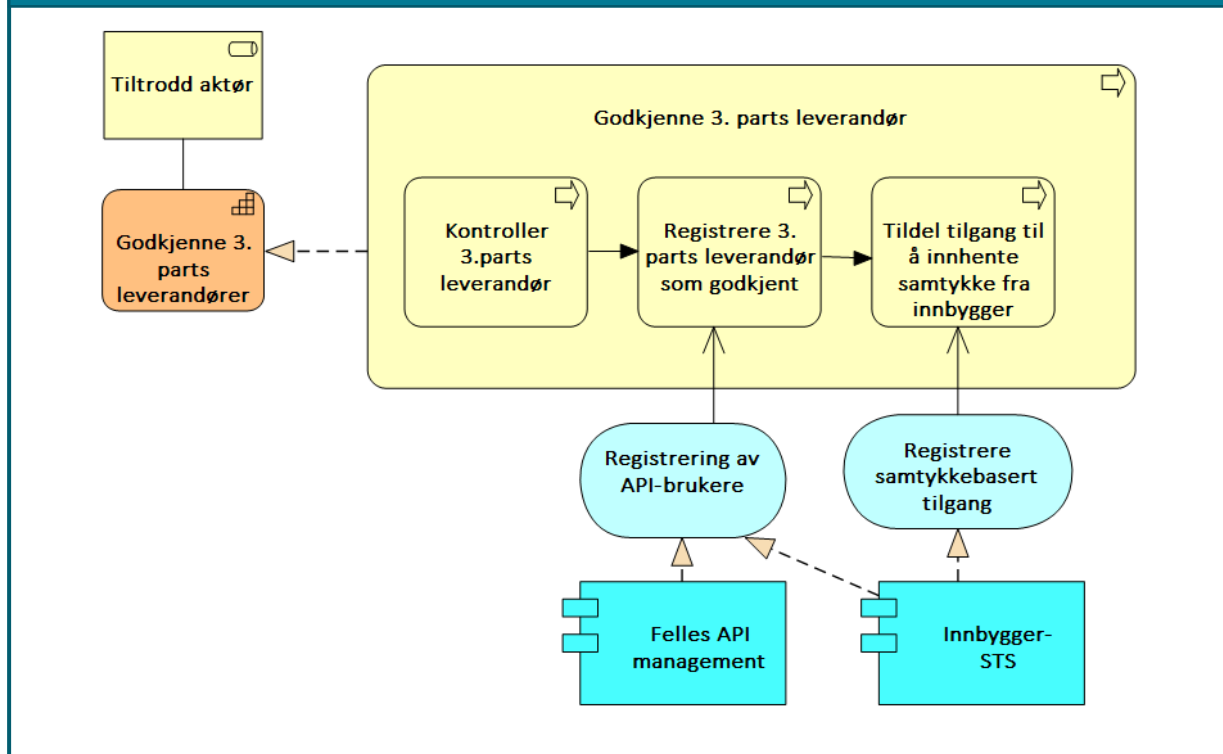 Tiltrodd aktør
Godkjenne 3.
parts
leverandører
Godkjenne 3. parts leverandør
Kontroller
3.parts
leverandør
Registrere 3.
parts leverandør
som godkjent
Tildel tilgang til
å innhente
samtykke fra
innbygger
Registrering av
API-brukere
Registrere
samtykkebasert
tilgang
Felles API
management
Innbygger-
STS